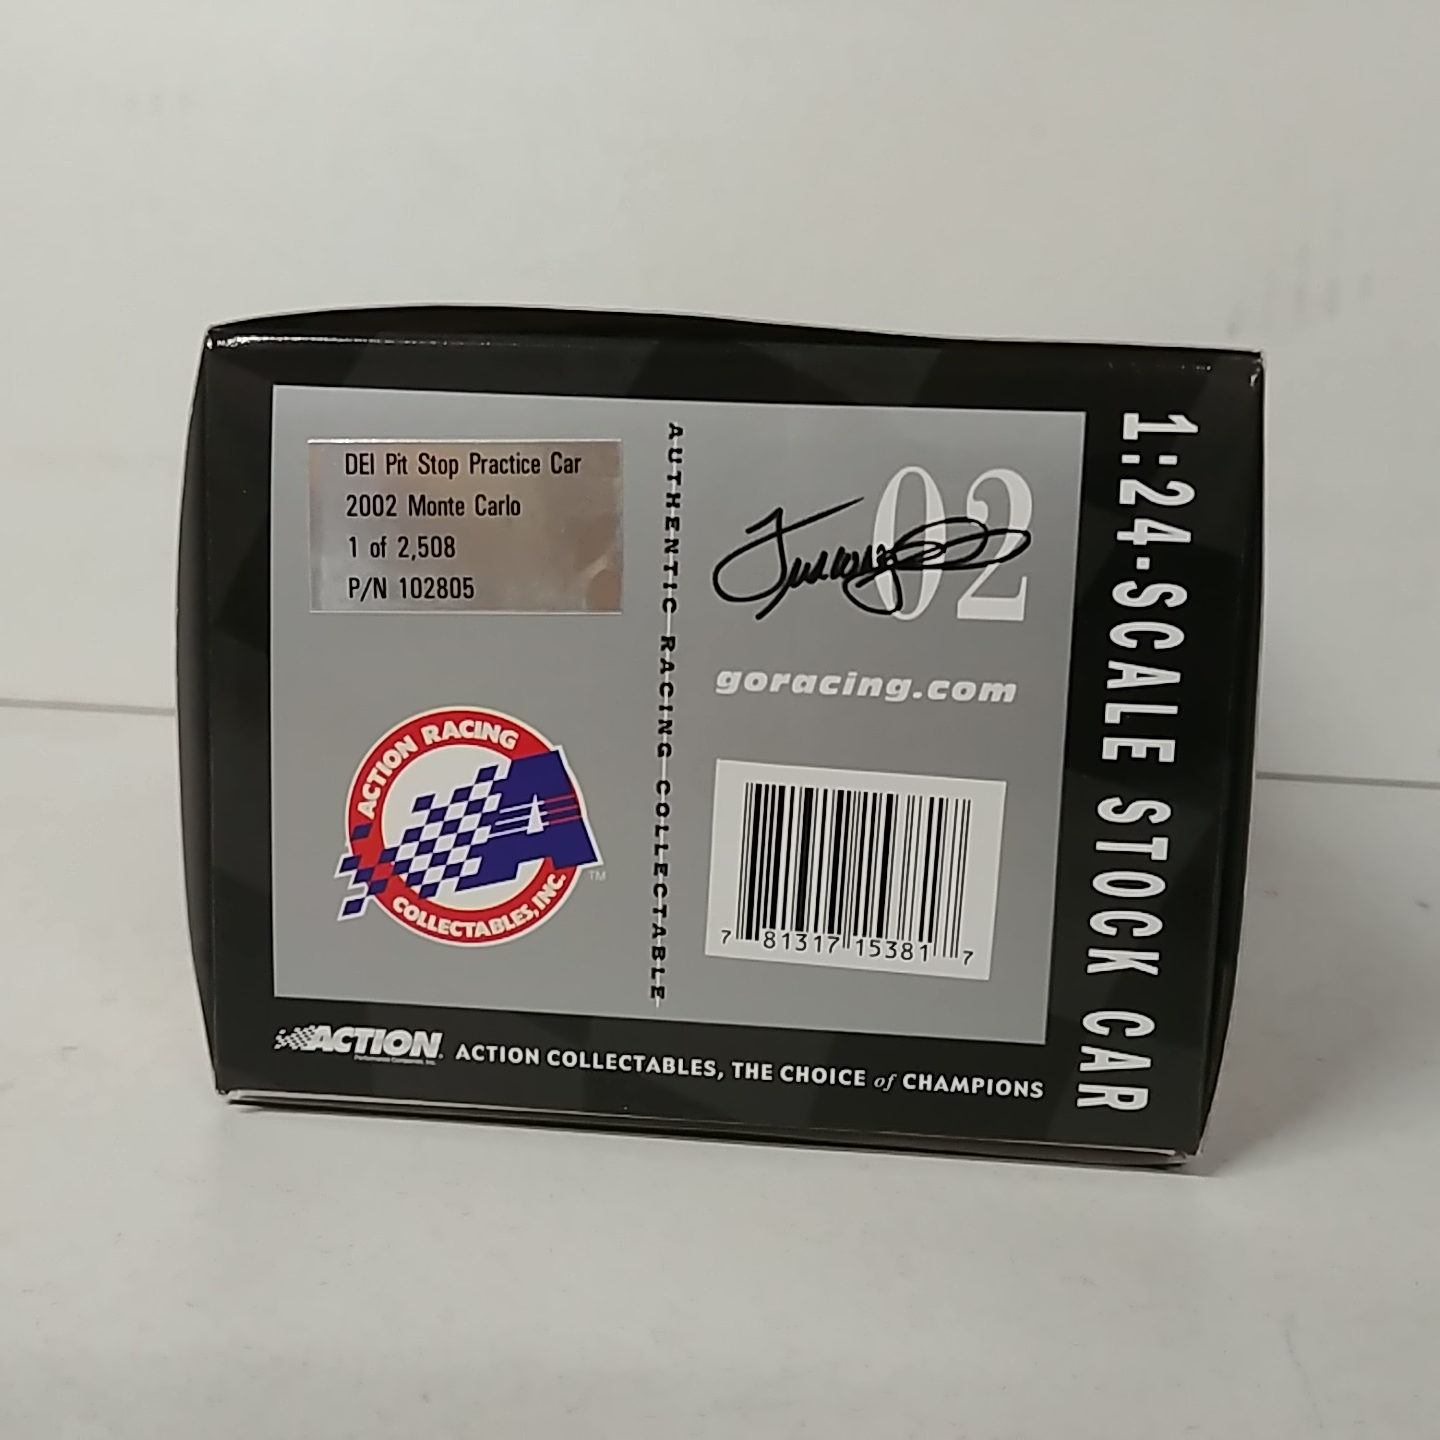 DEI Pit Stop Practice Car
2002 Monte Carlo
1 of 2,508
P/N 102805
ACTION RACING
COLLECTABLES, INC.
TM
AUTHENTIC RACING COLLECTABLE
02
goracing.com
7 81317 15381 7
1:24-SCALE STOCK CAR
ACTION
ACTION COLLECTABLES, THE CHOICE of CHAMPIONS